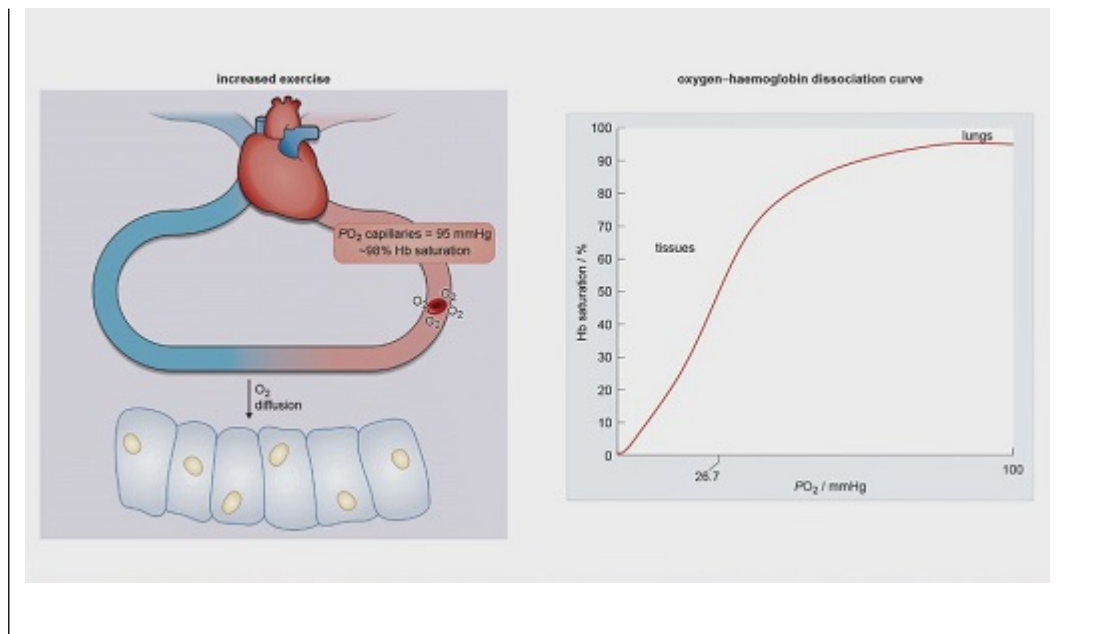 increased exercise
PO₂ capillaries = 95 mmHg
~98% Hb saturation
O₂
O₂
O₂
O₂
O₂
diffusion
oxygen–haemoglobin dissociation curve
Hb saturation / %
100
90
80
70
60
50
40
30
20
10
0
lungs
tissues
26.7
100
PO₂ / mmHg